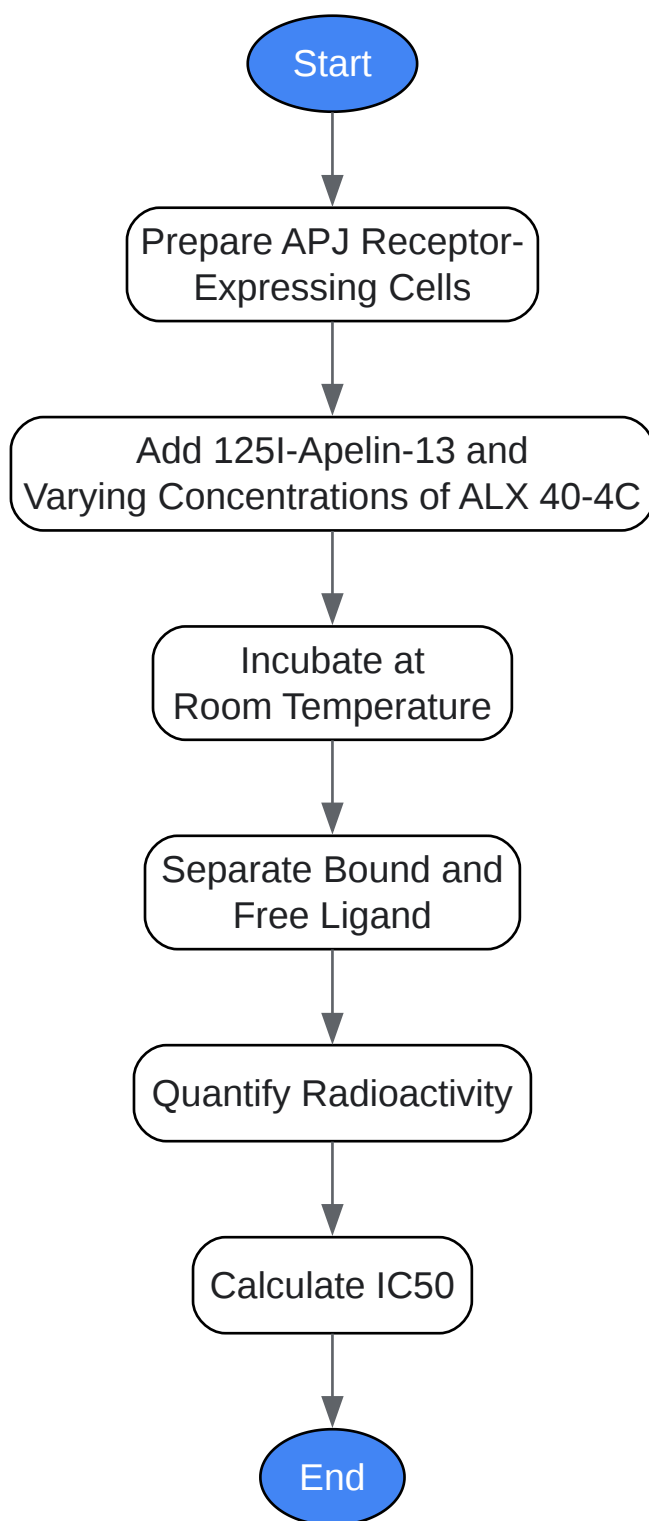 Start
Prepare APJ Receptor-
Expressing Cells
Add 125I-Apelin-13 and
Varying Concentrations of ALX 40-4C
Incubate at
Room Temperature
Separate Bound and
Free Ligand
Quantify Radioactivity
Calculate IC50
End